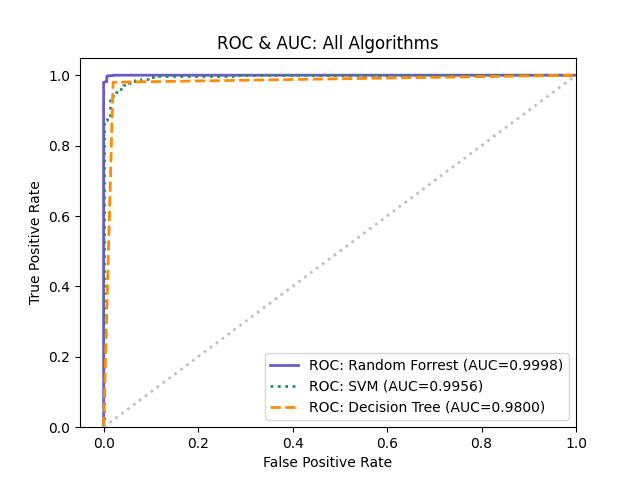 ROC & AUC: All Algorithms
True Positive Rate
1.0
0.8
0.6
0.4
0.2
0.0
ROC: Random Forrest (AUC=0.9998)
ROC: SVM (AUC=0.9956)
ROC: Decision Tree (AUC=0.9800)
0.0 0.2 0.4 0.6 0.8 1.0
False Positive Rate